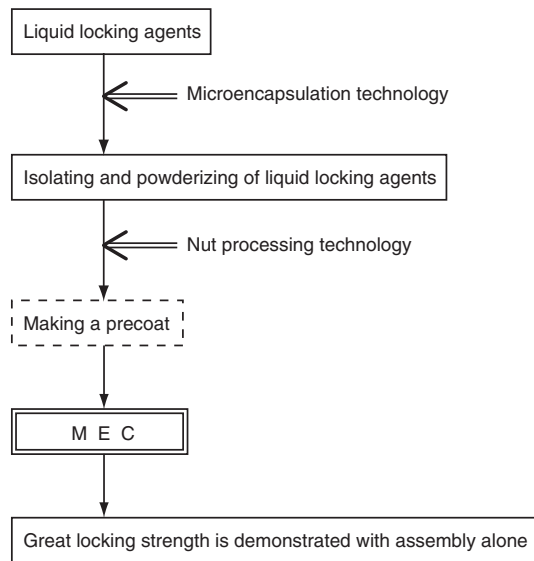 Liquid locking agents
Microencapsulation technology
Isolating and powderizing of liquid locking agents
Nut processing technology
Making a precoat
M E C
Great locking strength is demonstrated with assembly alone